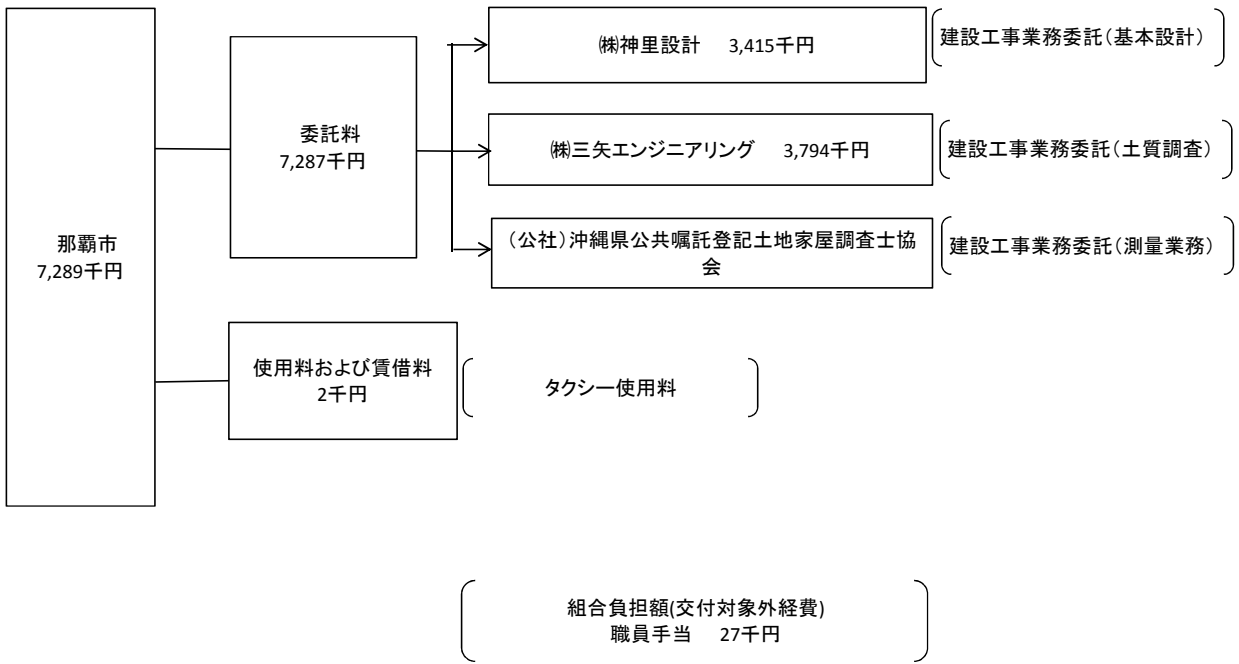 那覇市
7,289千円
委託料
7,287千円
㈱神里設計 3,415千円
建設工事業務委託(基本設計)
㈱三矢エンジニアリング 3,794千円
建設工事業務委託(土質調査)
(公社)沖縄県公共嘱託登記土地家屋調査士協
会
建設工事業務委託(測量業務)
使用料および賃借料
2千円
タクシー使用料
組合負担額(交付対象外経費)
職員手当 27千円